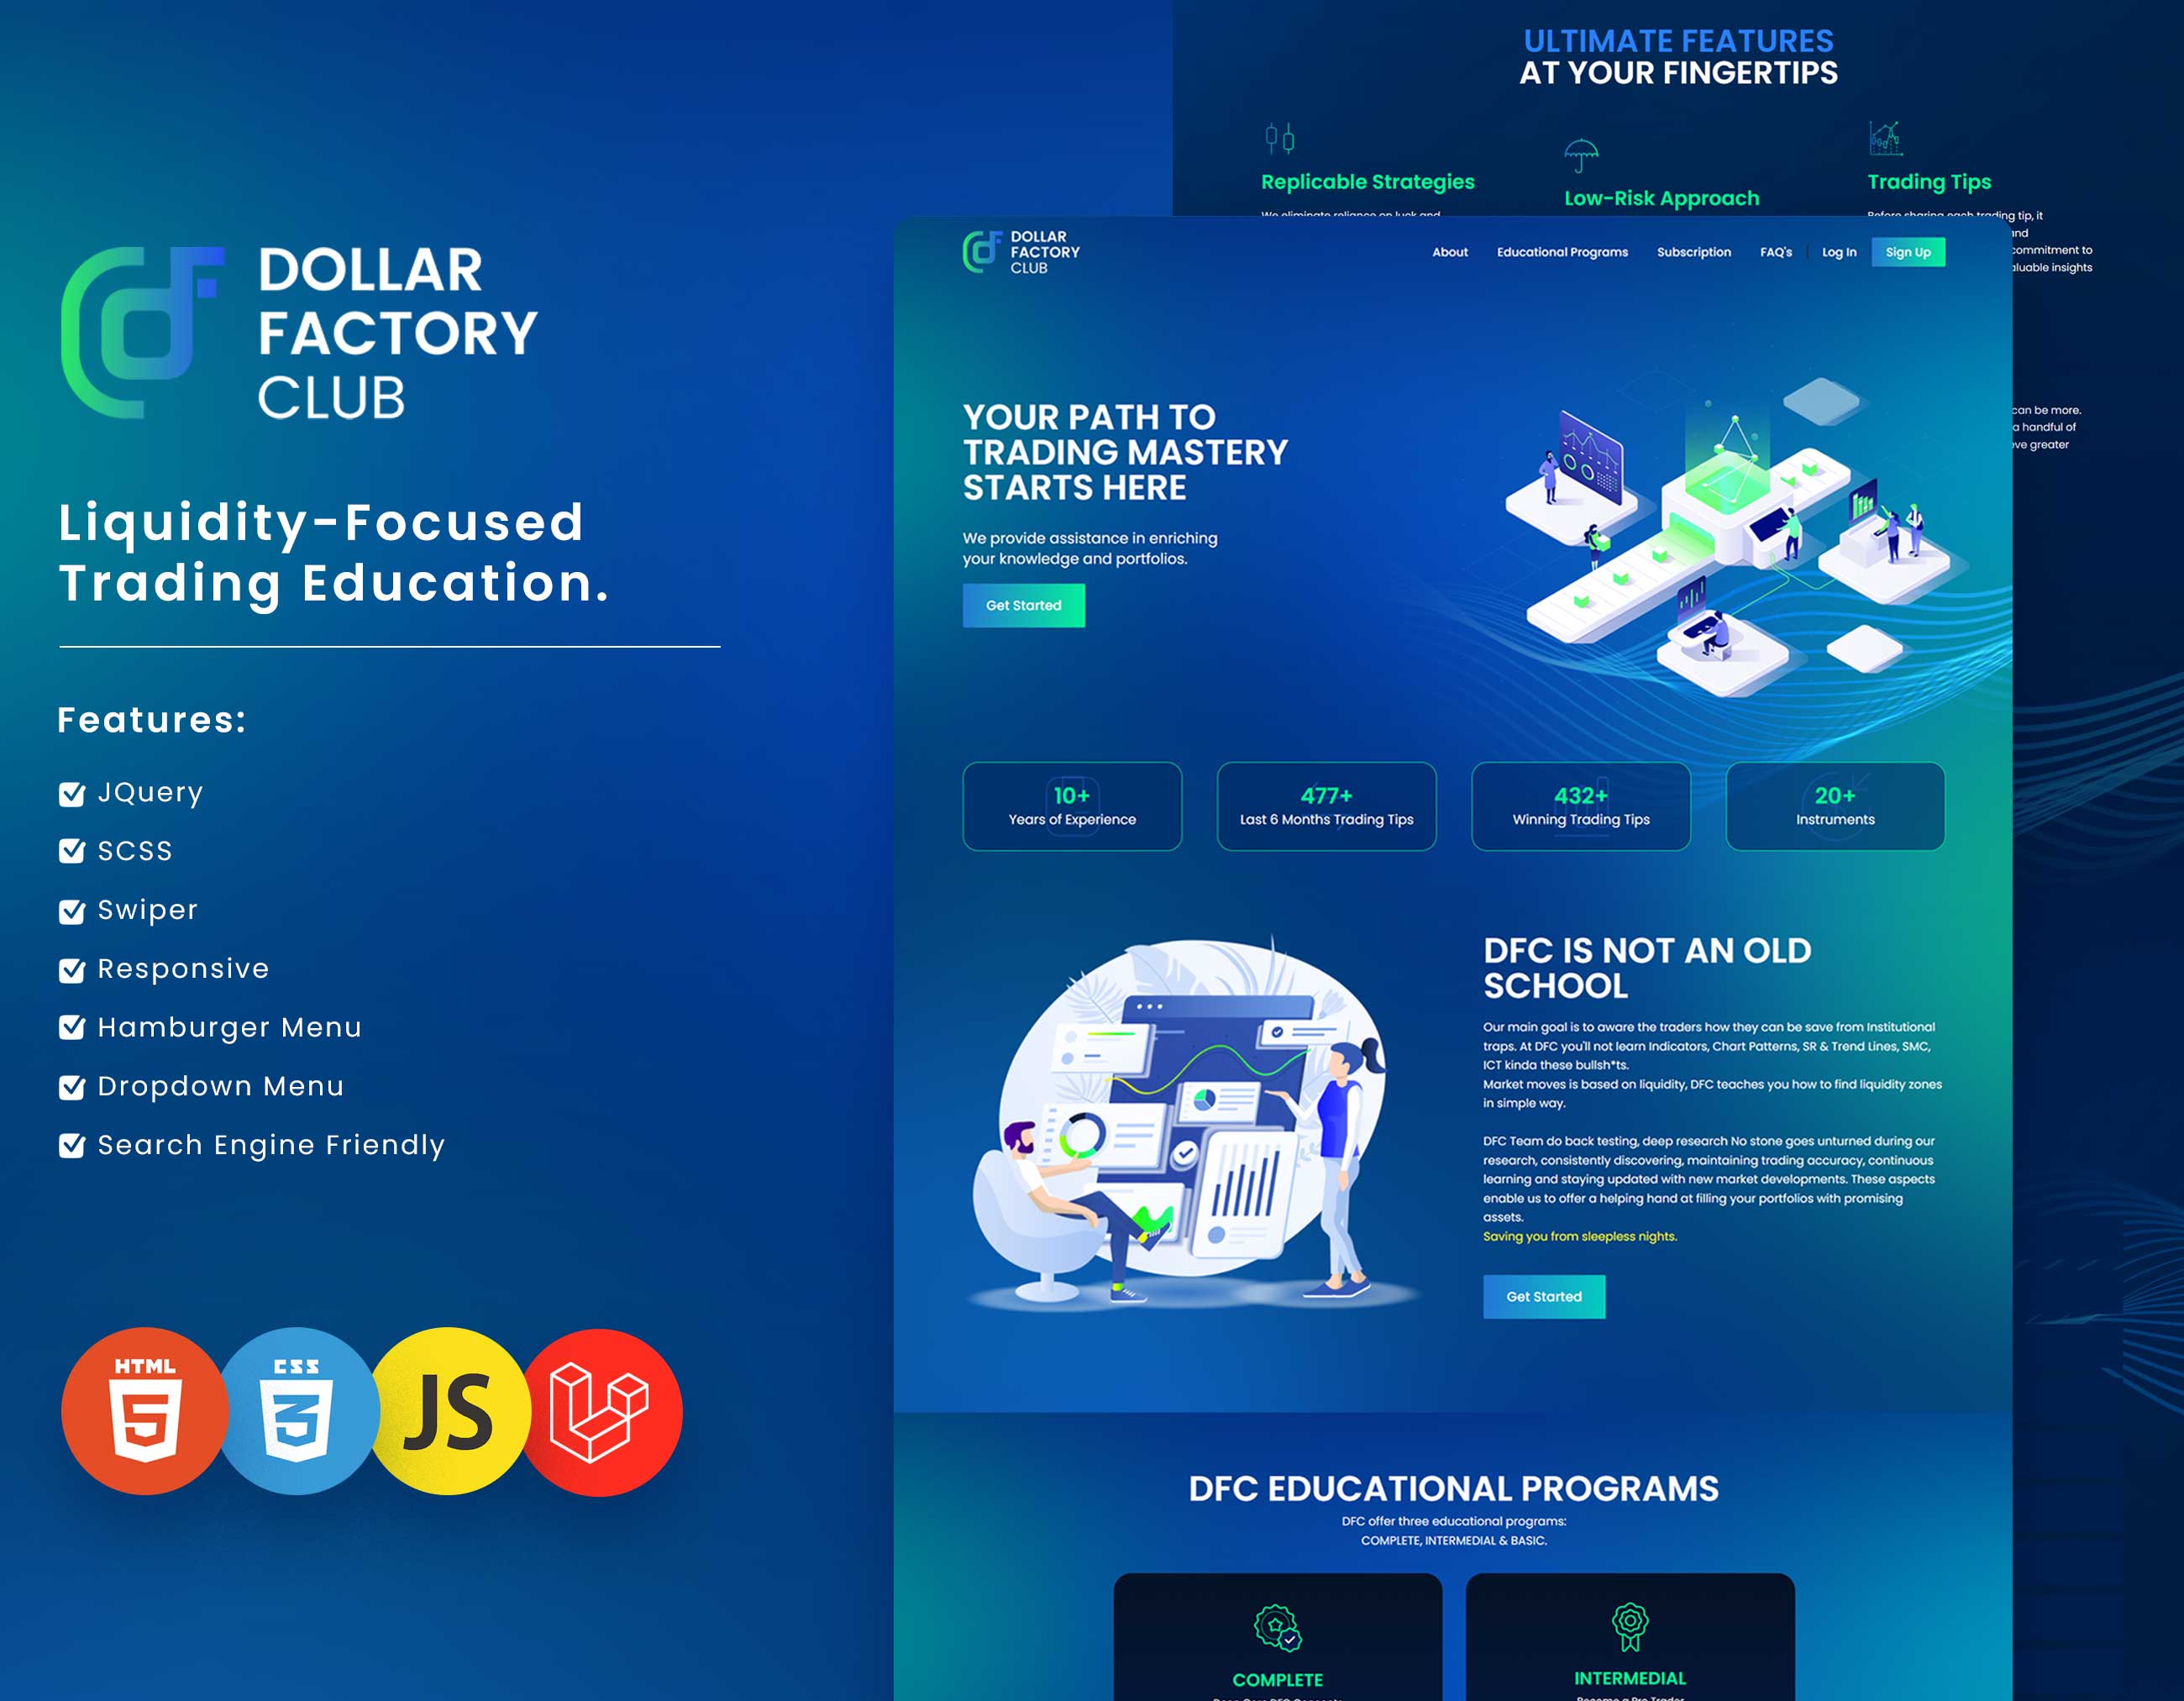 DOLLAR
FACTORY
CLUB
Liquidity-Focused
Trading Education.
Features:
JQuery
SCSS
Swiper
Responsive
Hamburger Menu
Dropdown Menu
Search Engine Friendly
HTML
5
CSS
3
JS
ULTIMATE FEATURES
AT YOUR FINGERTIPS
Replicable Strategies
Low-Risk Approach
Trading Tips
We eliminate reliance on luck and
Before sharing each trading tip, it
and
commitment to
aluable insights
can be more.
a handful of
ve greater
DOLLAR
FACTORY
CLUB
About Educational Programs Subscription FAQ's Log In Sign Up
YOUR PATH TO
TRADING MASTERY
STARTS HERE
We provide assistance in enriching
your knowledge and portfolios.
Get Started
10+
Years of Experience
477+
Last 6 Months Trading Tips
432+
Winning Trading Tips
20+
Instruments
DFC IS NOT AN OLD
SCHOOL
Our main goal is to aware the traders how they can be save from Institutional
traps. At DFC you'll not learn Indicators, Chart Patterns, SR & Trend Lines, SMC,
ICT kinda these bullsh*ts.
Market moves is based on liquidity, DFC teaches you how to find liquidity zones
in simple way.
DFC Team do back testing, deep research No stone goes unturned during our
research, consistently discovering, maintaining trading accuracy, continuous
learning and staying updated with new market developments. These aspects
enable us to offer a helping hand at filling your portfolios with promising
assets.
Saving you from sleepless nights.
Get Started
DFC EDUCATIONAL PROGRAMS
DFC offer three educational programs:
COMPLETE, INTERMEDIAL & BASIC.
COMPLETE
INTERMEDIAL
Become a Pro Trader